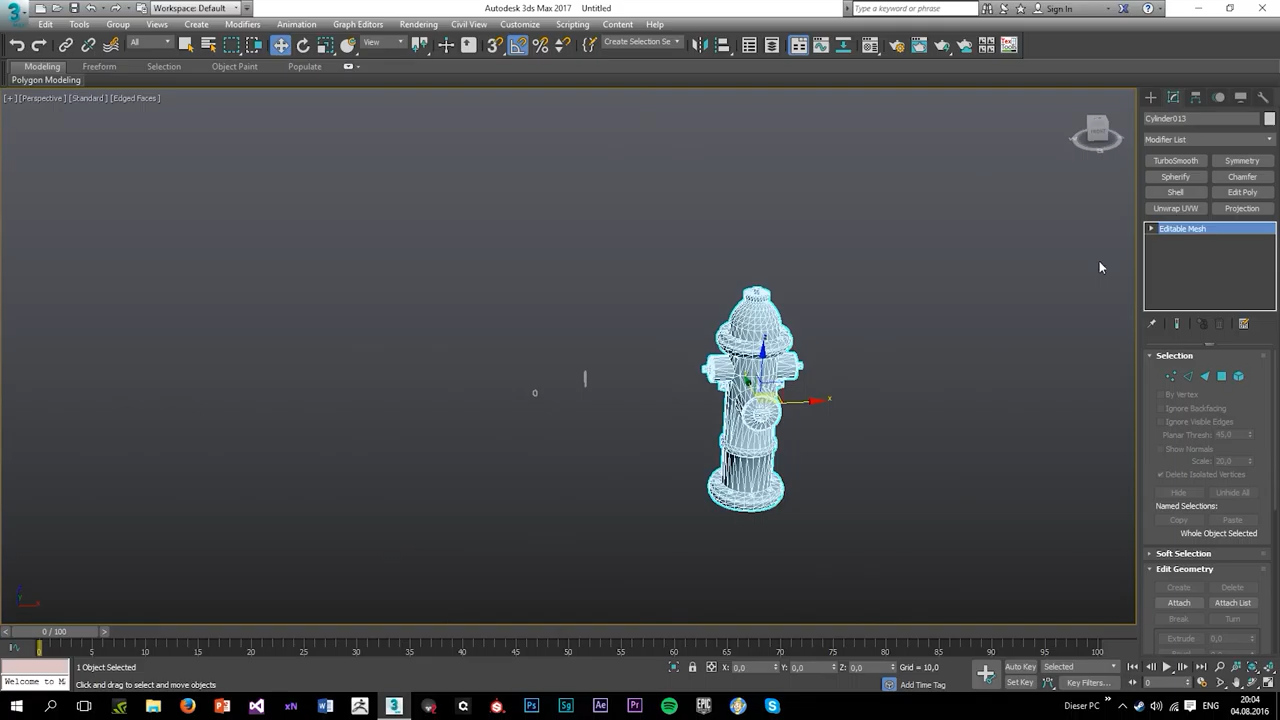 Autodesk 3ds Max 2017 Untitled
Workspace: Default
Type a keyword or phrase
Sign In
Edit Tools Group Views Create Modifiers Animation Graph Editors Rendering Civil View Customize Scripting Content Help
All
View
Create Selection Se
Modeling Freeform Selection Object Paint Populate
Polygon Modeling
[+] [Perspective] [Standard] [Edged Faces]
FRONT
Cylinder013
Modifier List
TurboSmooth Symmetry
Spherify Chamfer
Shell Edit Poly
Unwrap UVW Projection
Editable Mesh
Selection
By Vertex
Ignore Backfacing
Ignore Visible Edges
Planar Thresh: 45,0
Show Normals
Scale: 20,0
Delete Isolated Vertices
Hide Unhide All
Named Selections:
Copy Paste
Whole Object Selected
Soft Selection
Edit Geometry
Create Delete
Attach Attach List
Break Turn
Extrude 0,0
x
0 / 100
0 5 10 15 20 25 30 35 40 45 50 55 60 65 70 75 80 85 90 95 100
1 Object Selected
X: 0,0 Y: 0,0 Z: 0,0 Grid = 10,0
Auto Key Selected
Welcome to M
Click and drag to select and move objects
Add Time Tag
Set Key Key Filters...
0
Dieser PC
ENG
20:04
04.08.2016